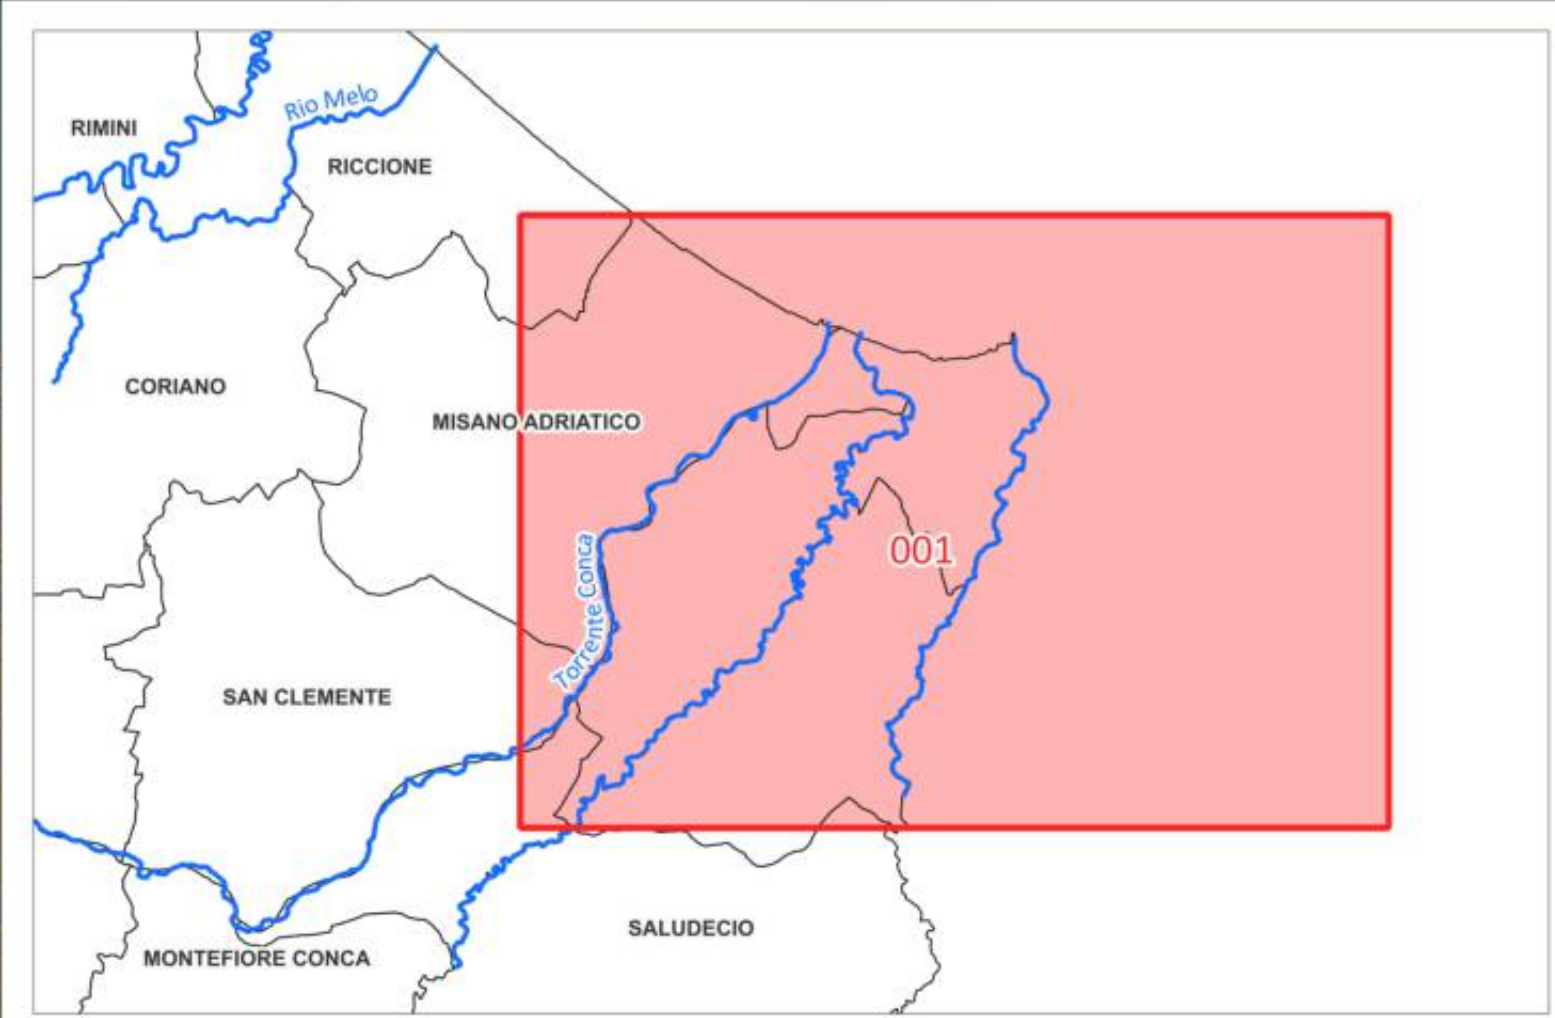 Rio Melo
RIMINI
RICCIONE
CORIANO
MISANO ADRIATICO
001
Torrente Conca
SAN CLEMENTE
SALUDECIO
MONTEFIORE CONCA